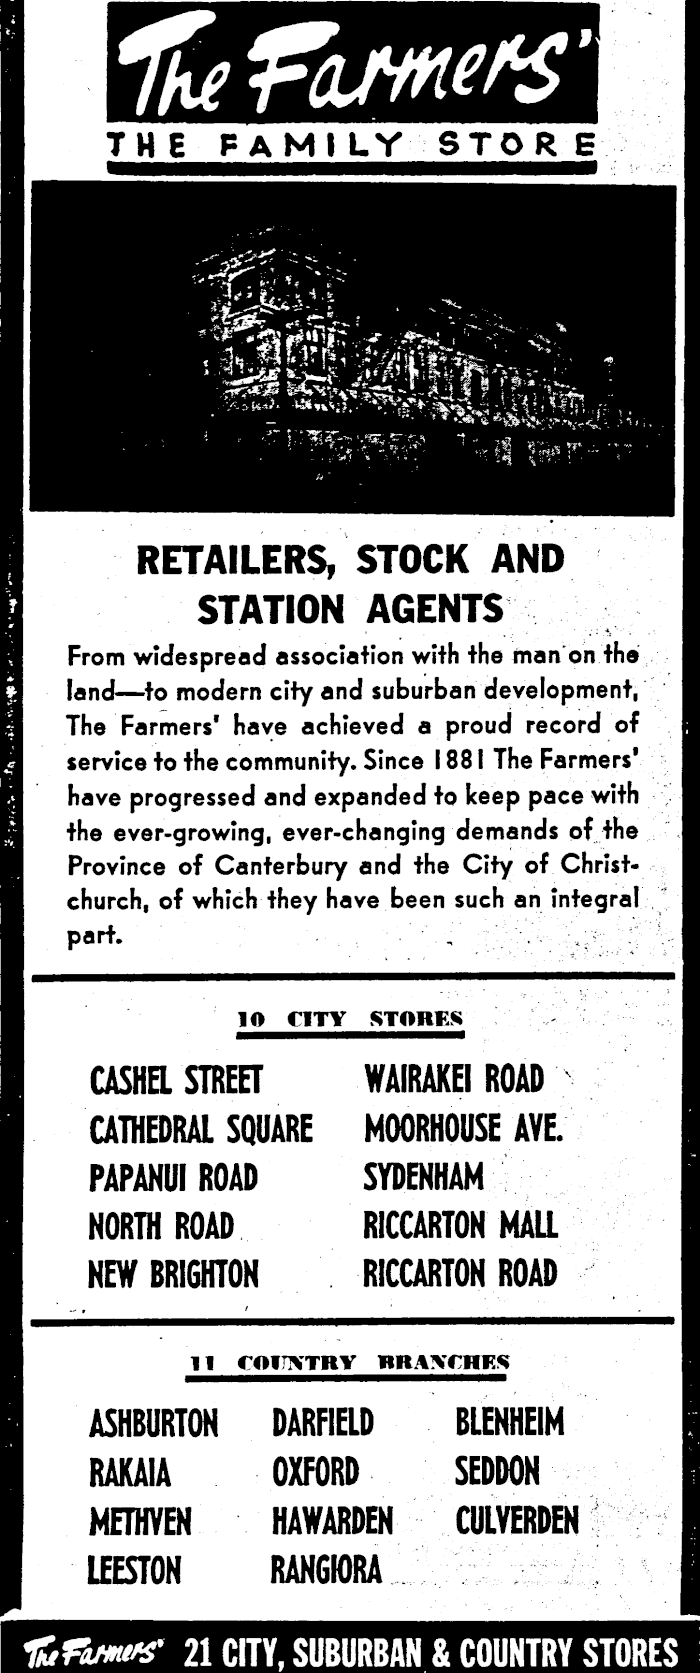 The Farmers'
THE FAMILY STORE
RETAILERS, STOCK AND
STATION AGENTS
From widespread association with the man on the
land—to modern city and suburban development,
The Farmers' have achieved a proud record of
service to the community. Since 1881 The Farmers'
have progressed and expanded to keep pace with
the ever-growing, ever-changing demands of the
Province of Canterbury and the City of Christ-
church, of which they have been such an integral
part.
10 CITY STORES
CASHEL STREET WAIRAKEI ROAD
CATHEDRAL SQUARE MOORHOUSE AVE.
PAPANUI ROAD SYDENHAM
NORTH ROAD RICCARTON MALL
NEW BRIGHTON RICCARTON ROAD
11 COUNTRY BRANCHES
ASHBURTON DARFIELD BLENHEIM
RAKAIA OXFORD SEDDON
METHVEN HAWARDEN CULVERDEN
LEESTON RANGIORA
The Farmers' 21 CITY, SUBURBAN & COUNTRY STORES